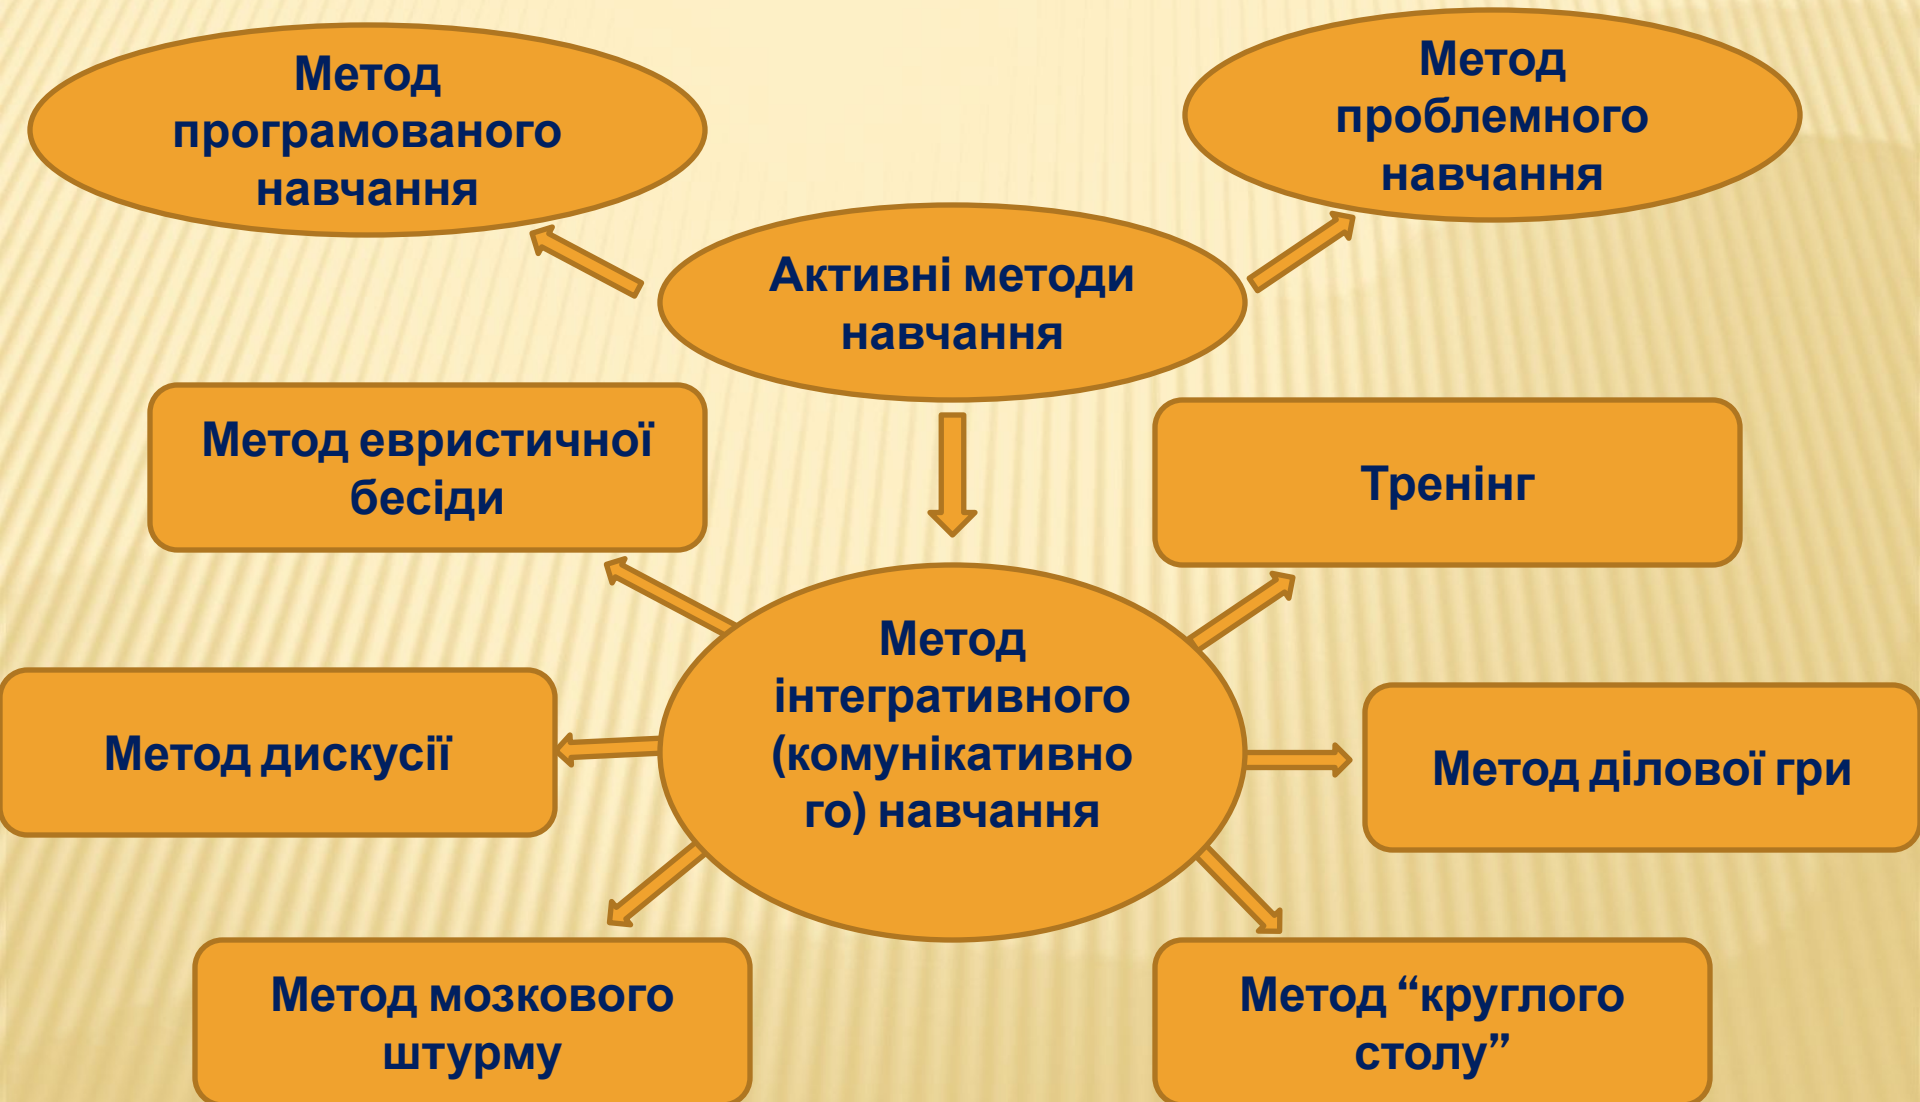 Метод
програмованого
навчання
Метод
проблемного
навчання
Активні методи
навчання
Метод евристичної
бесіди
Тренінг
Метод
інтегративного
(комунікативно
го) навчання
Метод дискусії
Метод ділової гри
Метод мозкового
штурму
Метод “круглого
столу”